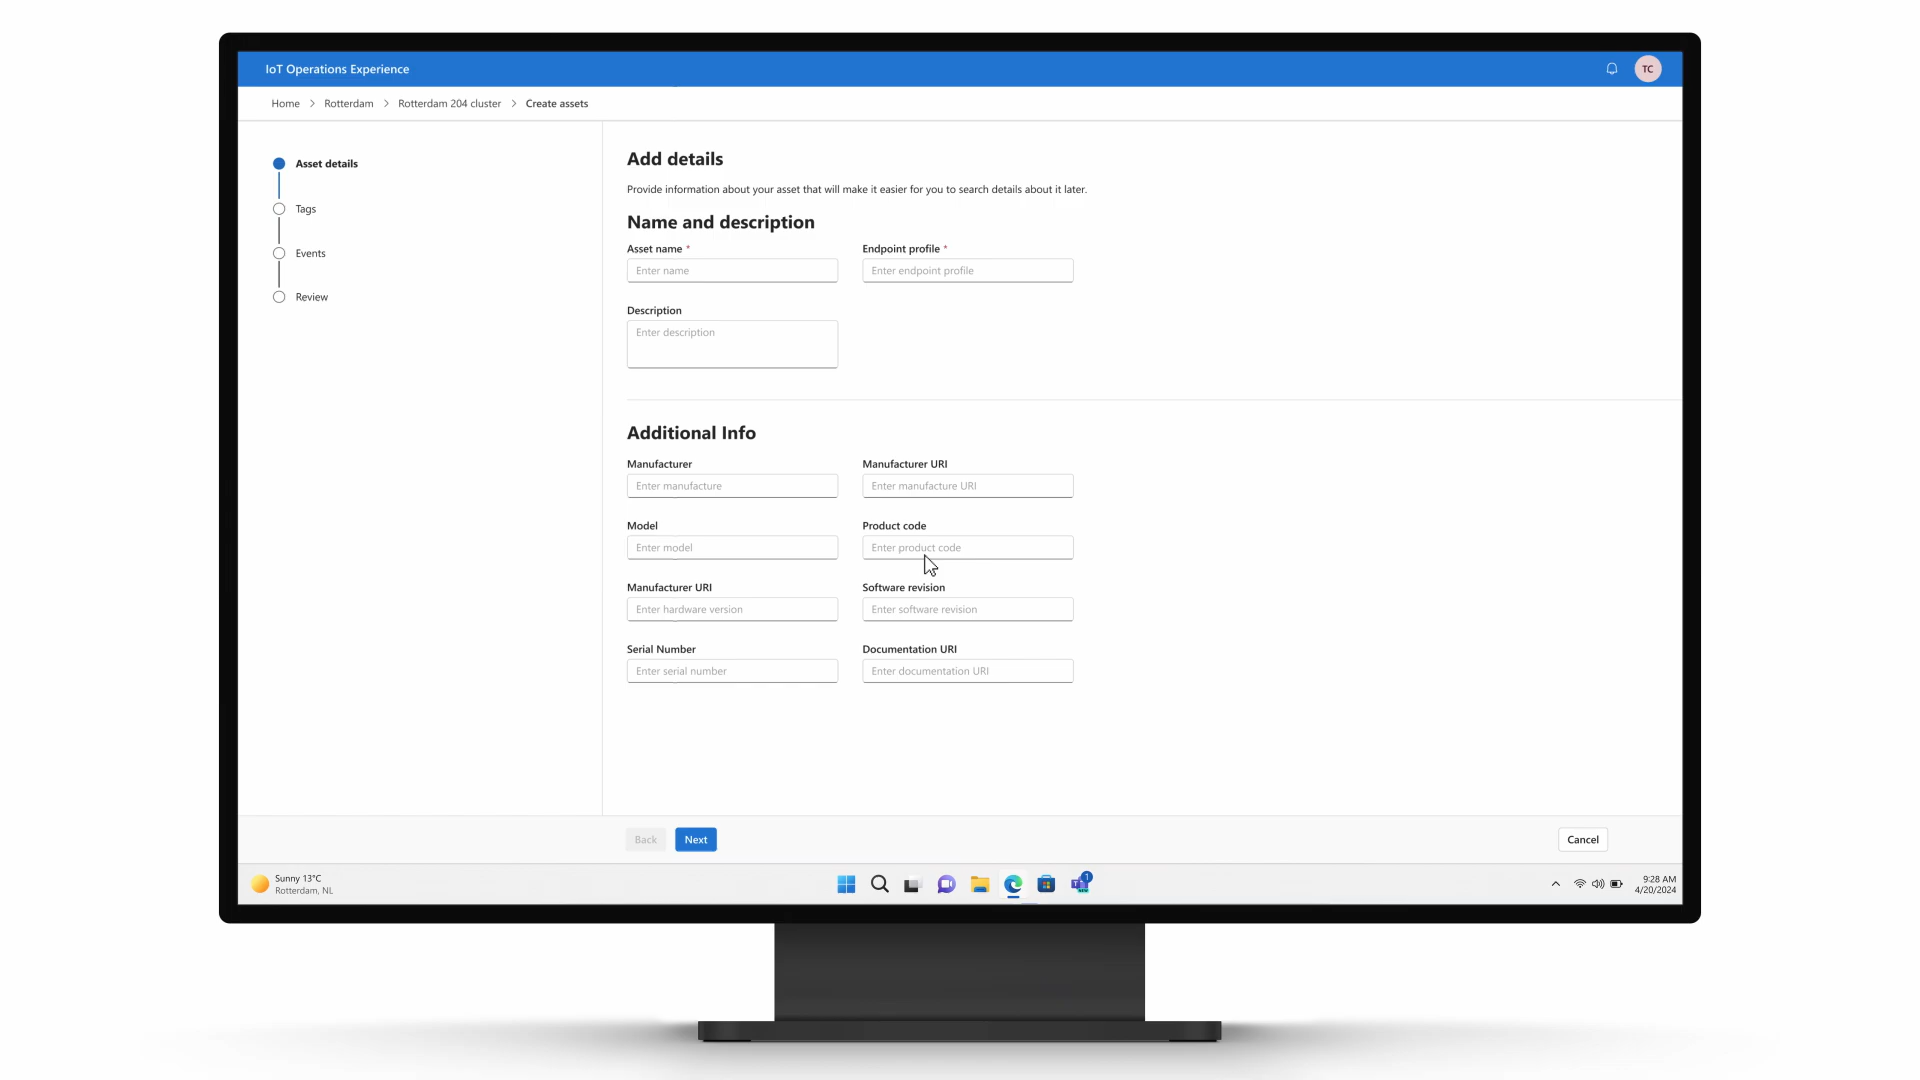 IoT Operations Experience
TC
Home > Rotterdam > Rotterdam 204 cluster > Create assets
Asset details
Tags
Events
Review
Add details
Provide information about your asset that will make it easier for you to search details about it later.
Name and description
Asset name *
Endpoint profile *
Enter name
Enter endpoint profile
Description
Enter description
Additional Info
Manufacturer
Manufacturer URI
Enter manufacture
Enter manufacture URI
Model
Product code
Enter model
Enter product code
Manufacturer URI
Software revision
Enter hardware version
Enter software revision
Serial Number
Documentation URI
Enter serial number
Enter documentation URI
Back
Next
Cancel
Sunny 13°C
Rotterdam, NL
1
9:28 AM
4/20/2024